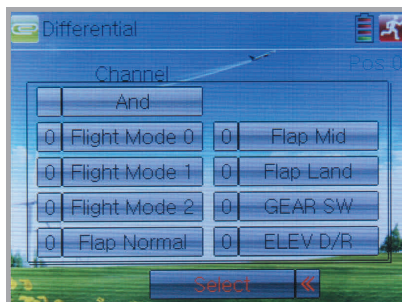 Differential
Pos 0
Channel
And
0 Flight Mode 0 0 Flap Mid
0 Flight Mode 1 0 Flap Land
0 Flight Mode 2 0 GEAR SW
0 Flap Normal 0 ELEV D/R
Select